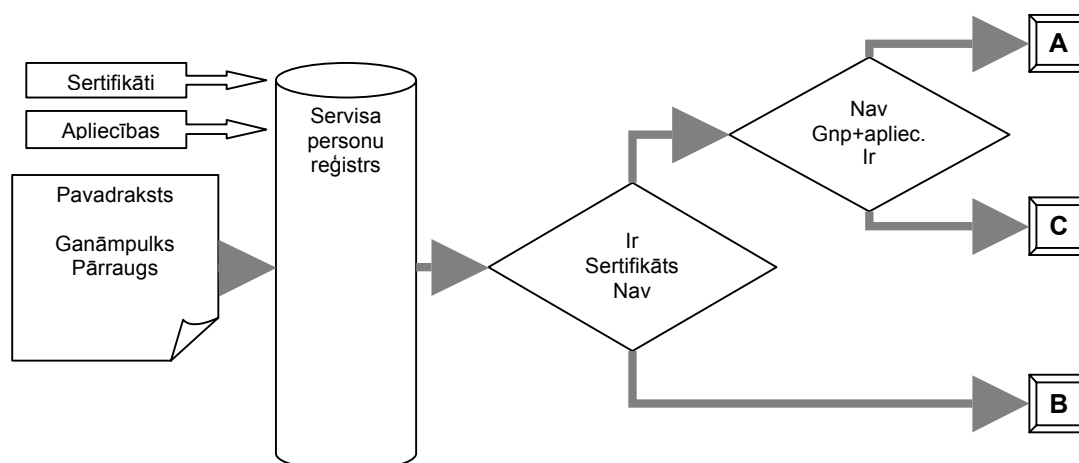 Sertifikāti
Apliecības
Pavadraksts
Ganāmpulks
Pārraugs
Servisa
personu
reģistrs
Ir
Sertifikāts
Nav
Nav
Gnp+apliec.
Ir
A
C
B